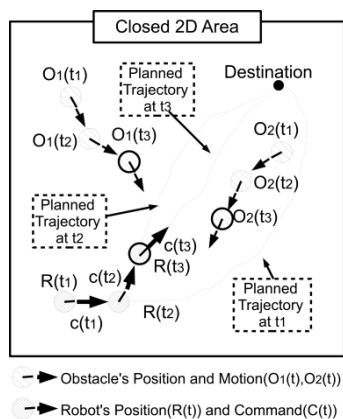 Closed 2D Area
O1(t1)
Planned
Trajectory
at t3
Destination
O1(t2)
O1(t3)
O2(t1)
O2(t2)
Planned
Trajectory
at t2
O2(t3)
c(t3)
R(t3)
R(t1)
c(t2)
c(t1)
R(t2)
Planned
Trajectory
at t1
Obstacle's Position and Motion(O1(t),O2(t))
Robot's Position(R(t)) and Command(C(t))